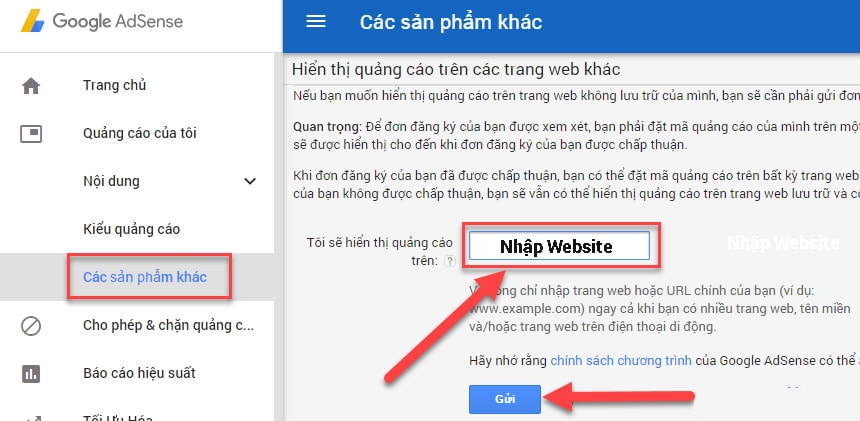 Google AdSense
Các sản phẩm khác
Trang chủ
Quảng cáo của tôi
Nội dung
Kiểu quảng cáo
Các sản phẩm khác
Cho phép & chặn quảng c...
Báo cáo hiệu suất
Tối Ưu Hóa
Hiển thị quảng cáo trên các trang web khác
Nếu bạn muốn hiển thị quảng cáo trên trang web không lưu trữ của mình, bạn sẽ cần phải gửi đơn
Quan trọng: Để đơn đăng ký của bạn được xem xét, bạn phải đặt mã quảng cáo của mình trên một
sẽ được hiển thị cho đến khi đơn đăng ký của bạn được chấp thuận.
Khi đơn đăng ký của bạn đã được chấp thuận, bạn có thể đặt mã quảng cáo trên bất kỳ trang web
của bạn không được chấp thuận, bạn sẽ vẫn có thể hiển thị quảng cáo trên trang web lưu trữ và
Tôi sẽ hiển thị quảng cáo
trên: ?
Nhập Website
Nhập Website
lòng chỉ nhập trang web hoặc URL chính của bạn (ví dụ:
www.example.com) ngay cả khi bạn có nhiều trang web, tên miền
và/hoặc trang web trên điện thoại di động.
Hãy nhớ rằng chính sách chương trình của Google AdSense có thể
Gửi